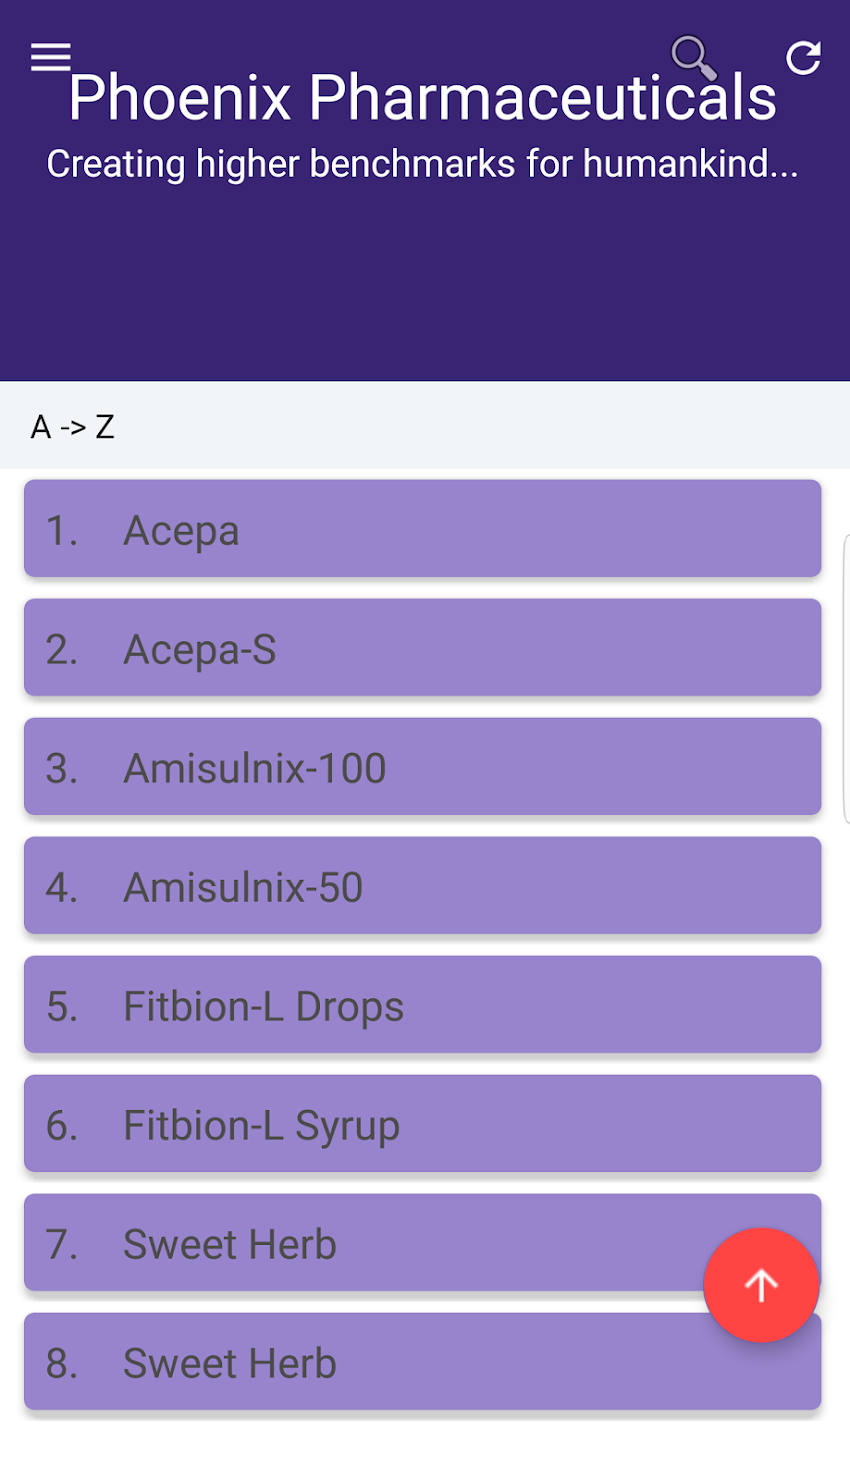 Phoenix Pharmaceuticals
Creating higher benchmarks for humankind...
A -> Z
1. Acepa
2. Acepa-S
3. Amisulnix-100
4. Amisulnix-50
5. Fitbion-L Drops
6. Fitbion-L Syrup
7. Sweet Herb
8. Sweet Herb